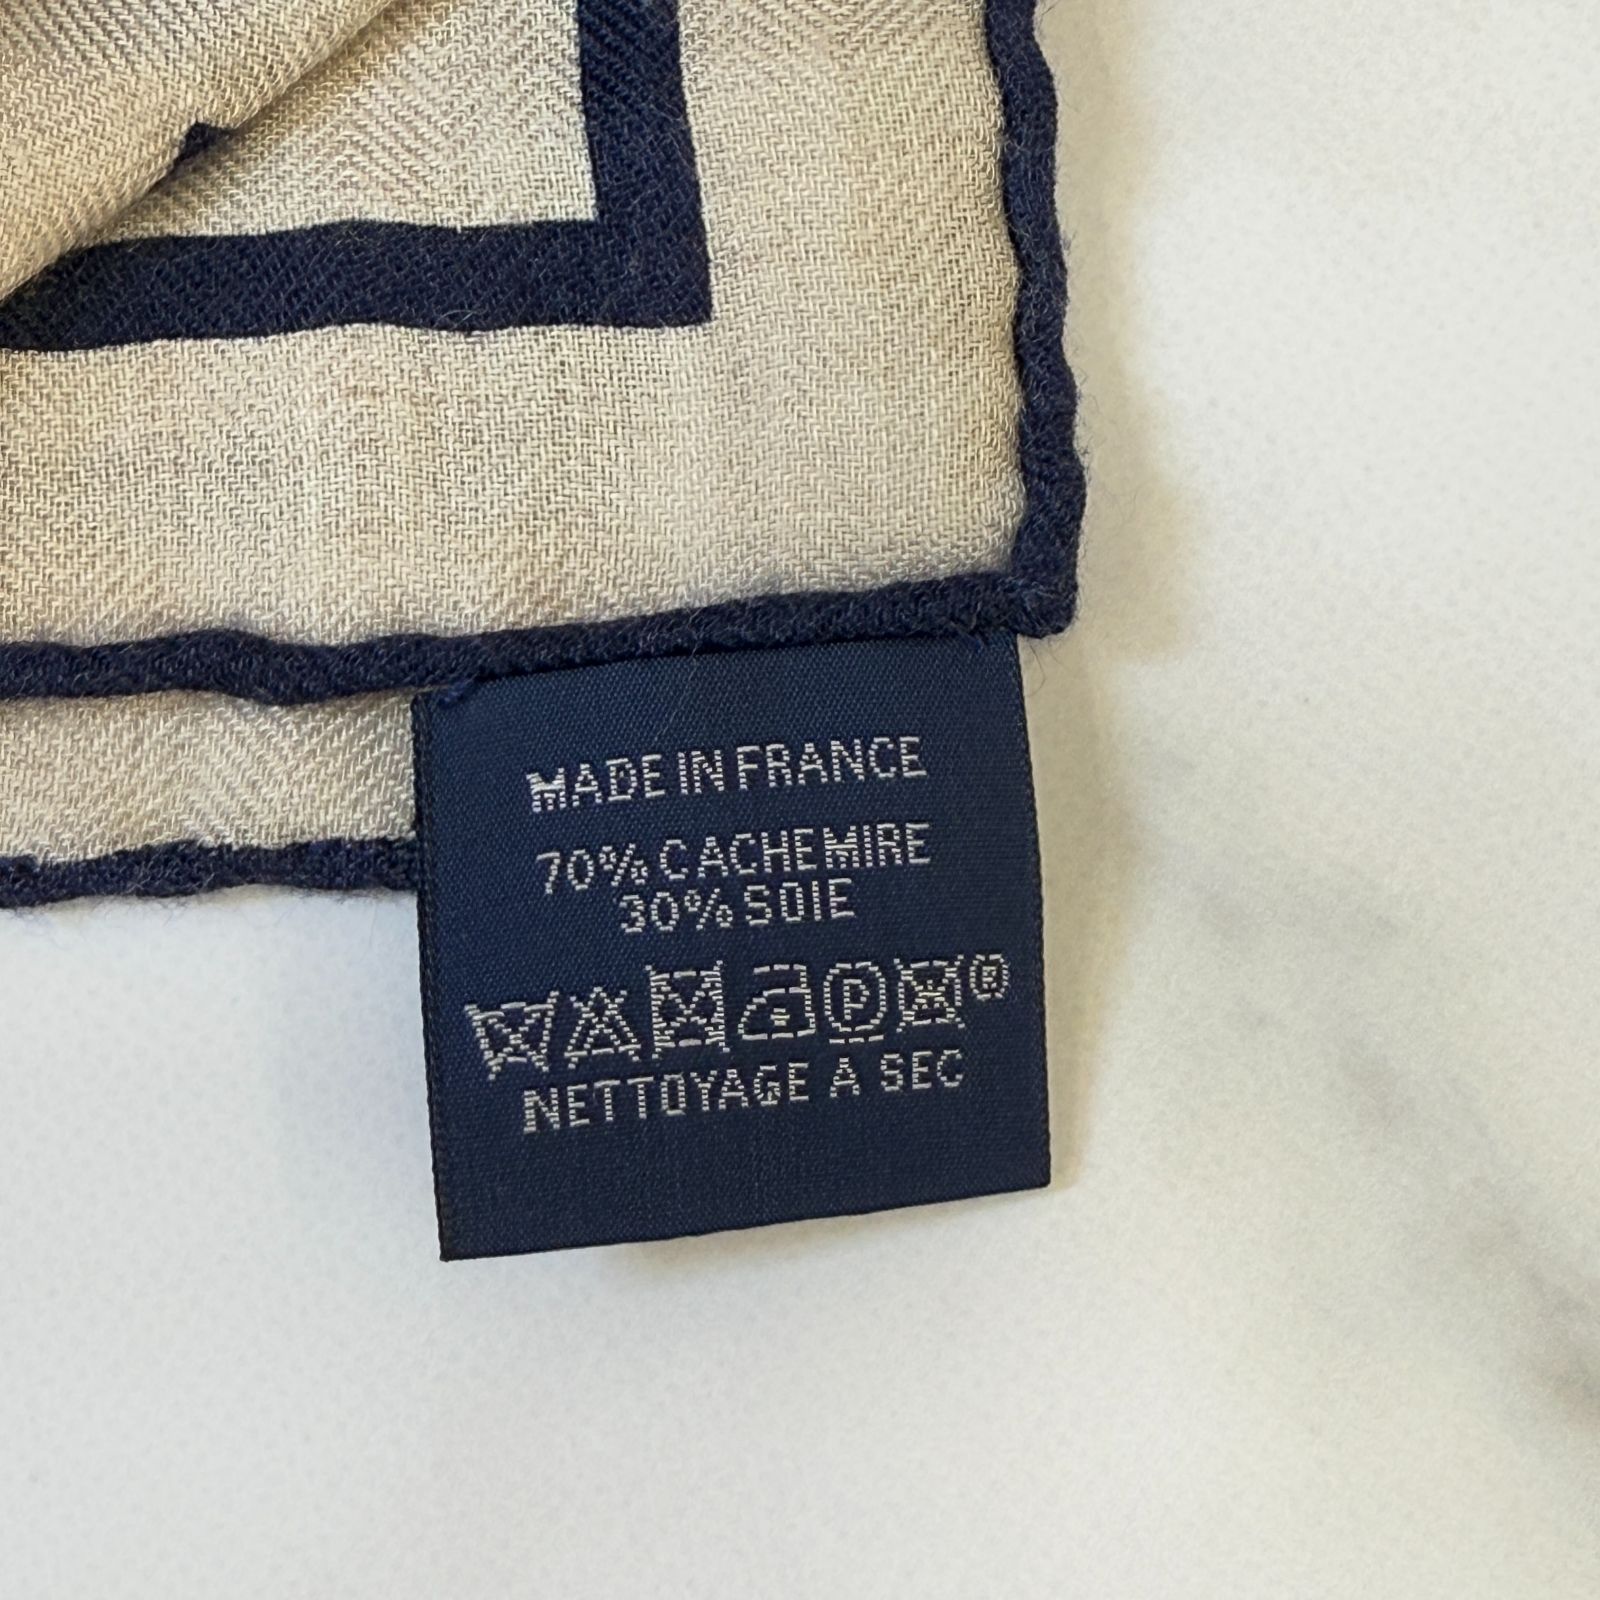 MADE IN FRANCE
70% CACHEMIRE
30% SOIE
P ®
NETTOYAGE A SEC